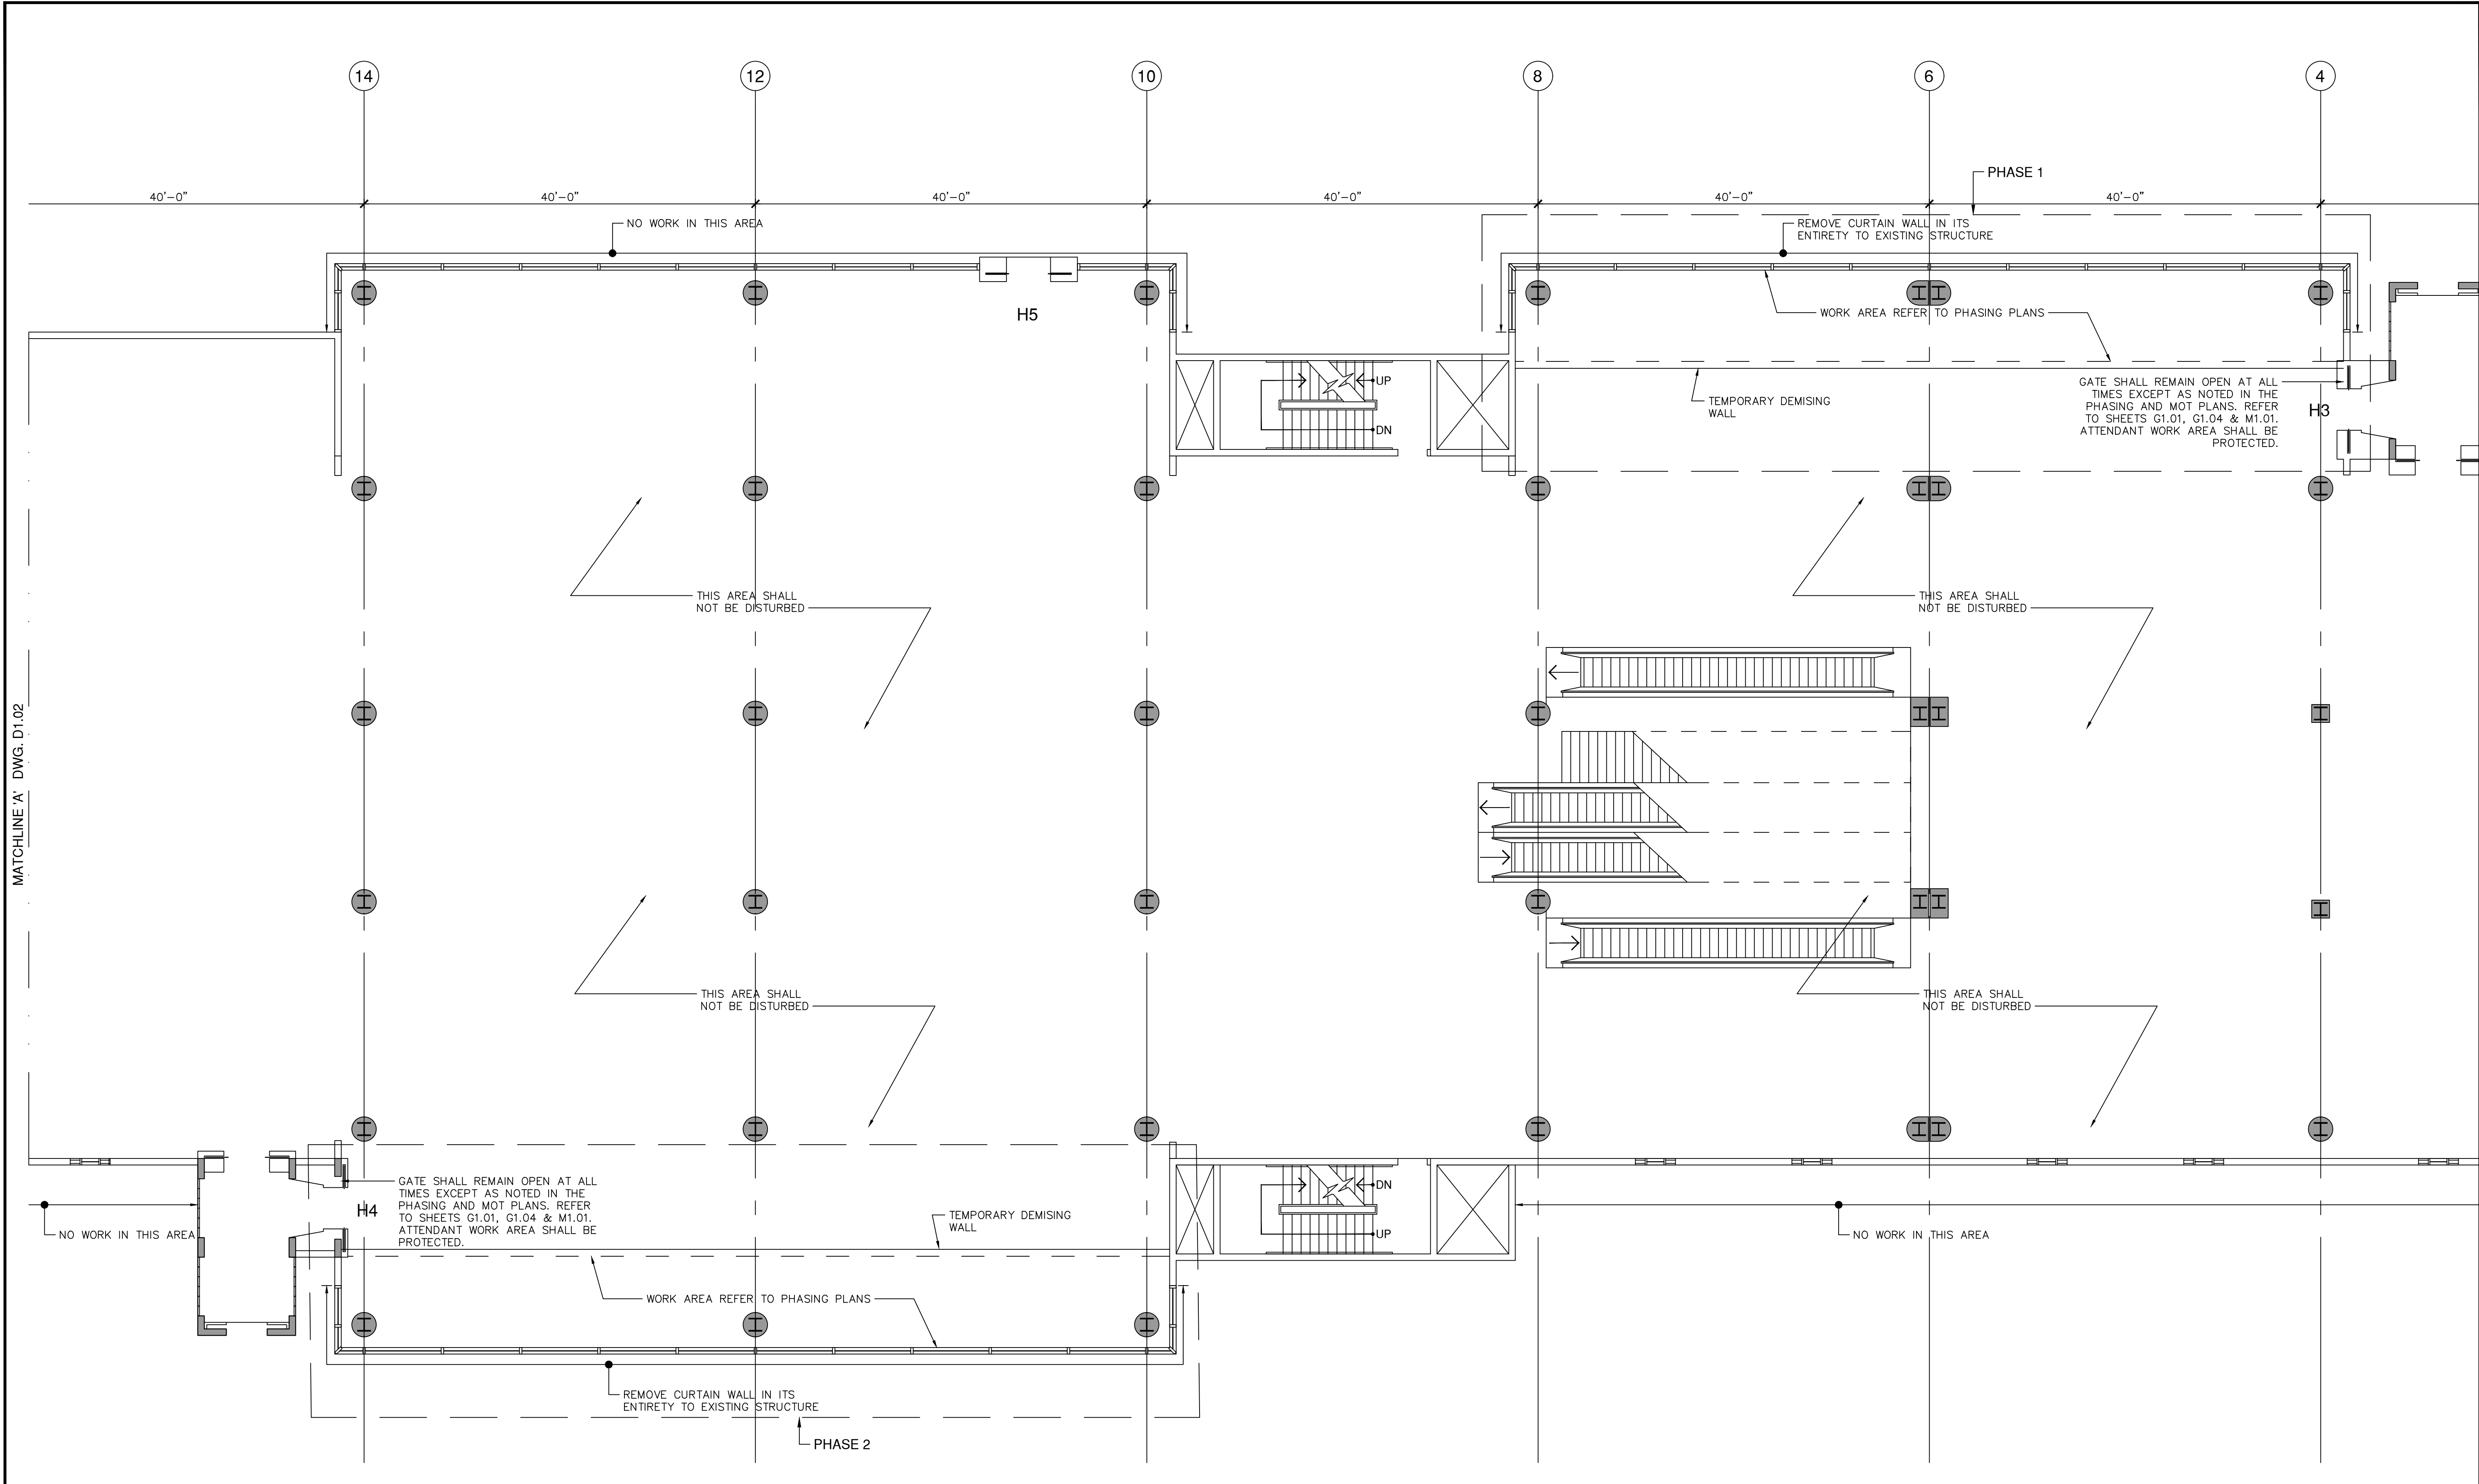 14
12
10
8
6
4
PHASE 1
40'-0"
40'-0"
40'-0"
40'-0"
40'-0"
40'-0"
NO WORK IN THIS AREA
REMOVE CURTAIN WALL IN ITS
ENTIRETY TO EXISTING STRUCTURE
H5
WORK AREA REFER TO PHASING PLANS
UP
DN
TEMPORARY DEMISING
WALL
GATE SHALL REMAIN OPEN AT ALL
TIMES EXCEPT AS NOTED IN THE
PHASING AND MOT PLANS. REFER
TO SHEETS G1.01, G1.04 & M1.01.
ATTENDANT WORK AREA SHALL BE
PROTECTED.
H3
THIS AREA SHALL
NOT BE DISTURBED
THIS AREA SHALL
NOT BE DISTURBED
MATCHLINE 'A' DWG. D1.02
THIS AREA SHALL
NOT BE DISTURBED
THIS AREA SHALL
NOT BE DISTURBED
GATE SHALL REMAIN OPEN AT ALL
TIMES EXCEPT AS NOTED IN THE
PHASING AND MOT PLANS. REFER
TO SHEETS G1.01, G1.04 & M1.01.
ATTENDANT WORK AREA SHALL BE
PROTECTED.
H4
NO WORK IN THIS AREA
TEMPORARY DEMISING
WALL
DN
UP
NO WORK IN THIS AREA
WORK AREA REFER TO PHASING PLANS
REMOVE CURTAIN WALL IN ITS
ENTIRETY TO EXISTING STRUCTURE
PHASE 2